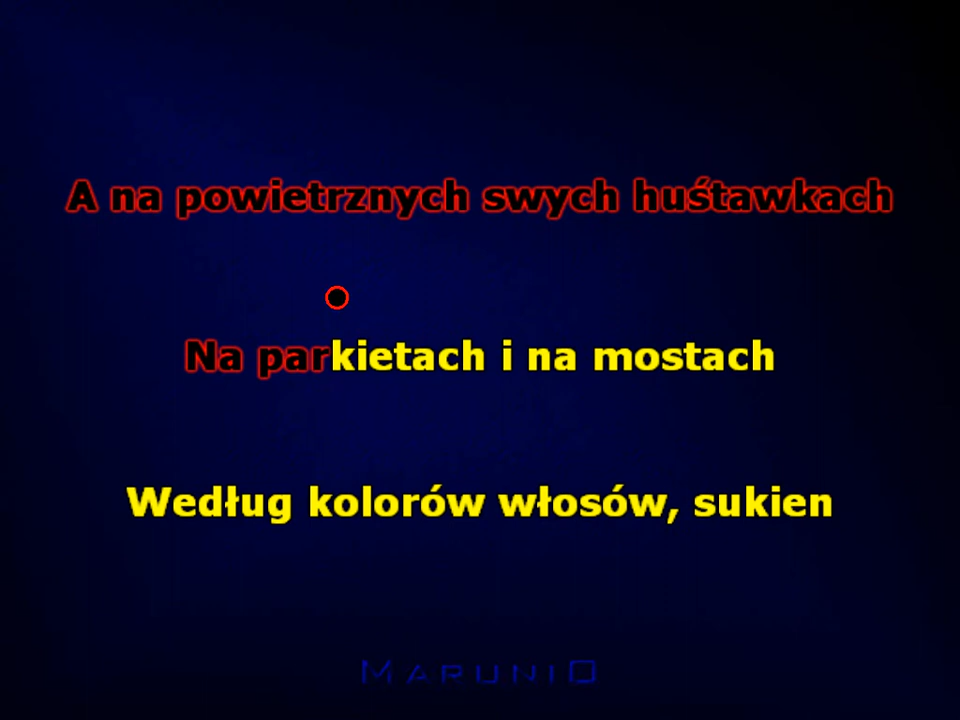 A na powietrznych swych huśtawkach
Na parkietach i na mostach
Według kolorów włosów, sukien
MARUNIO